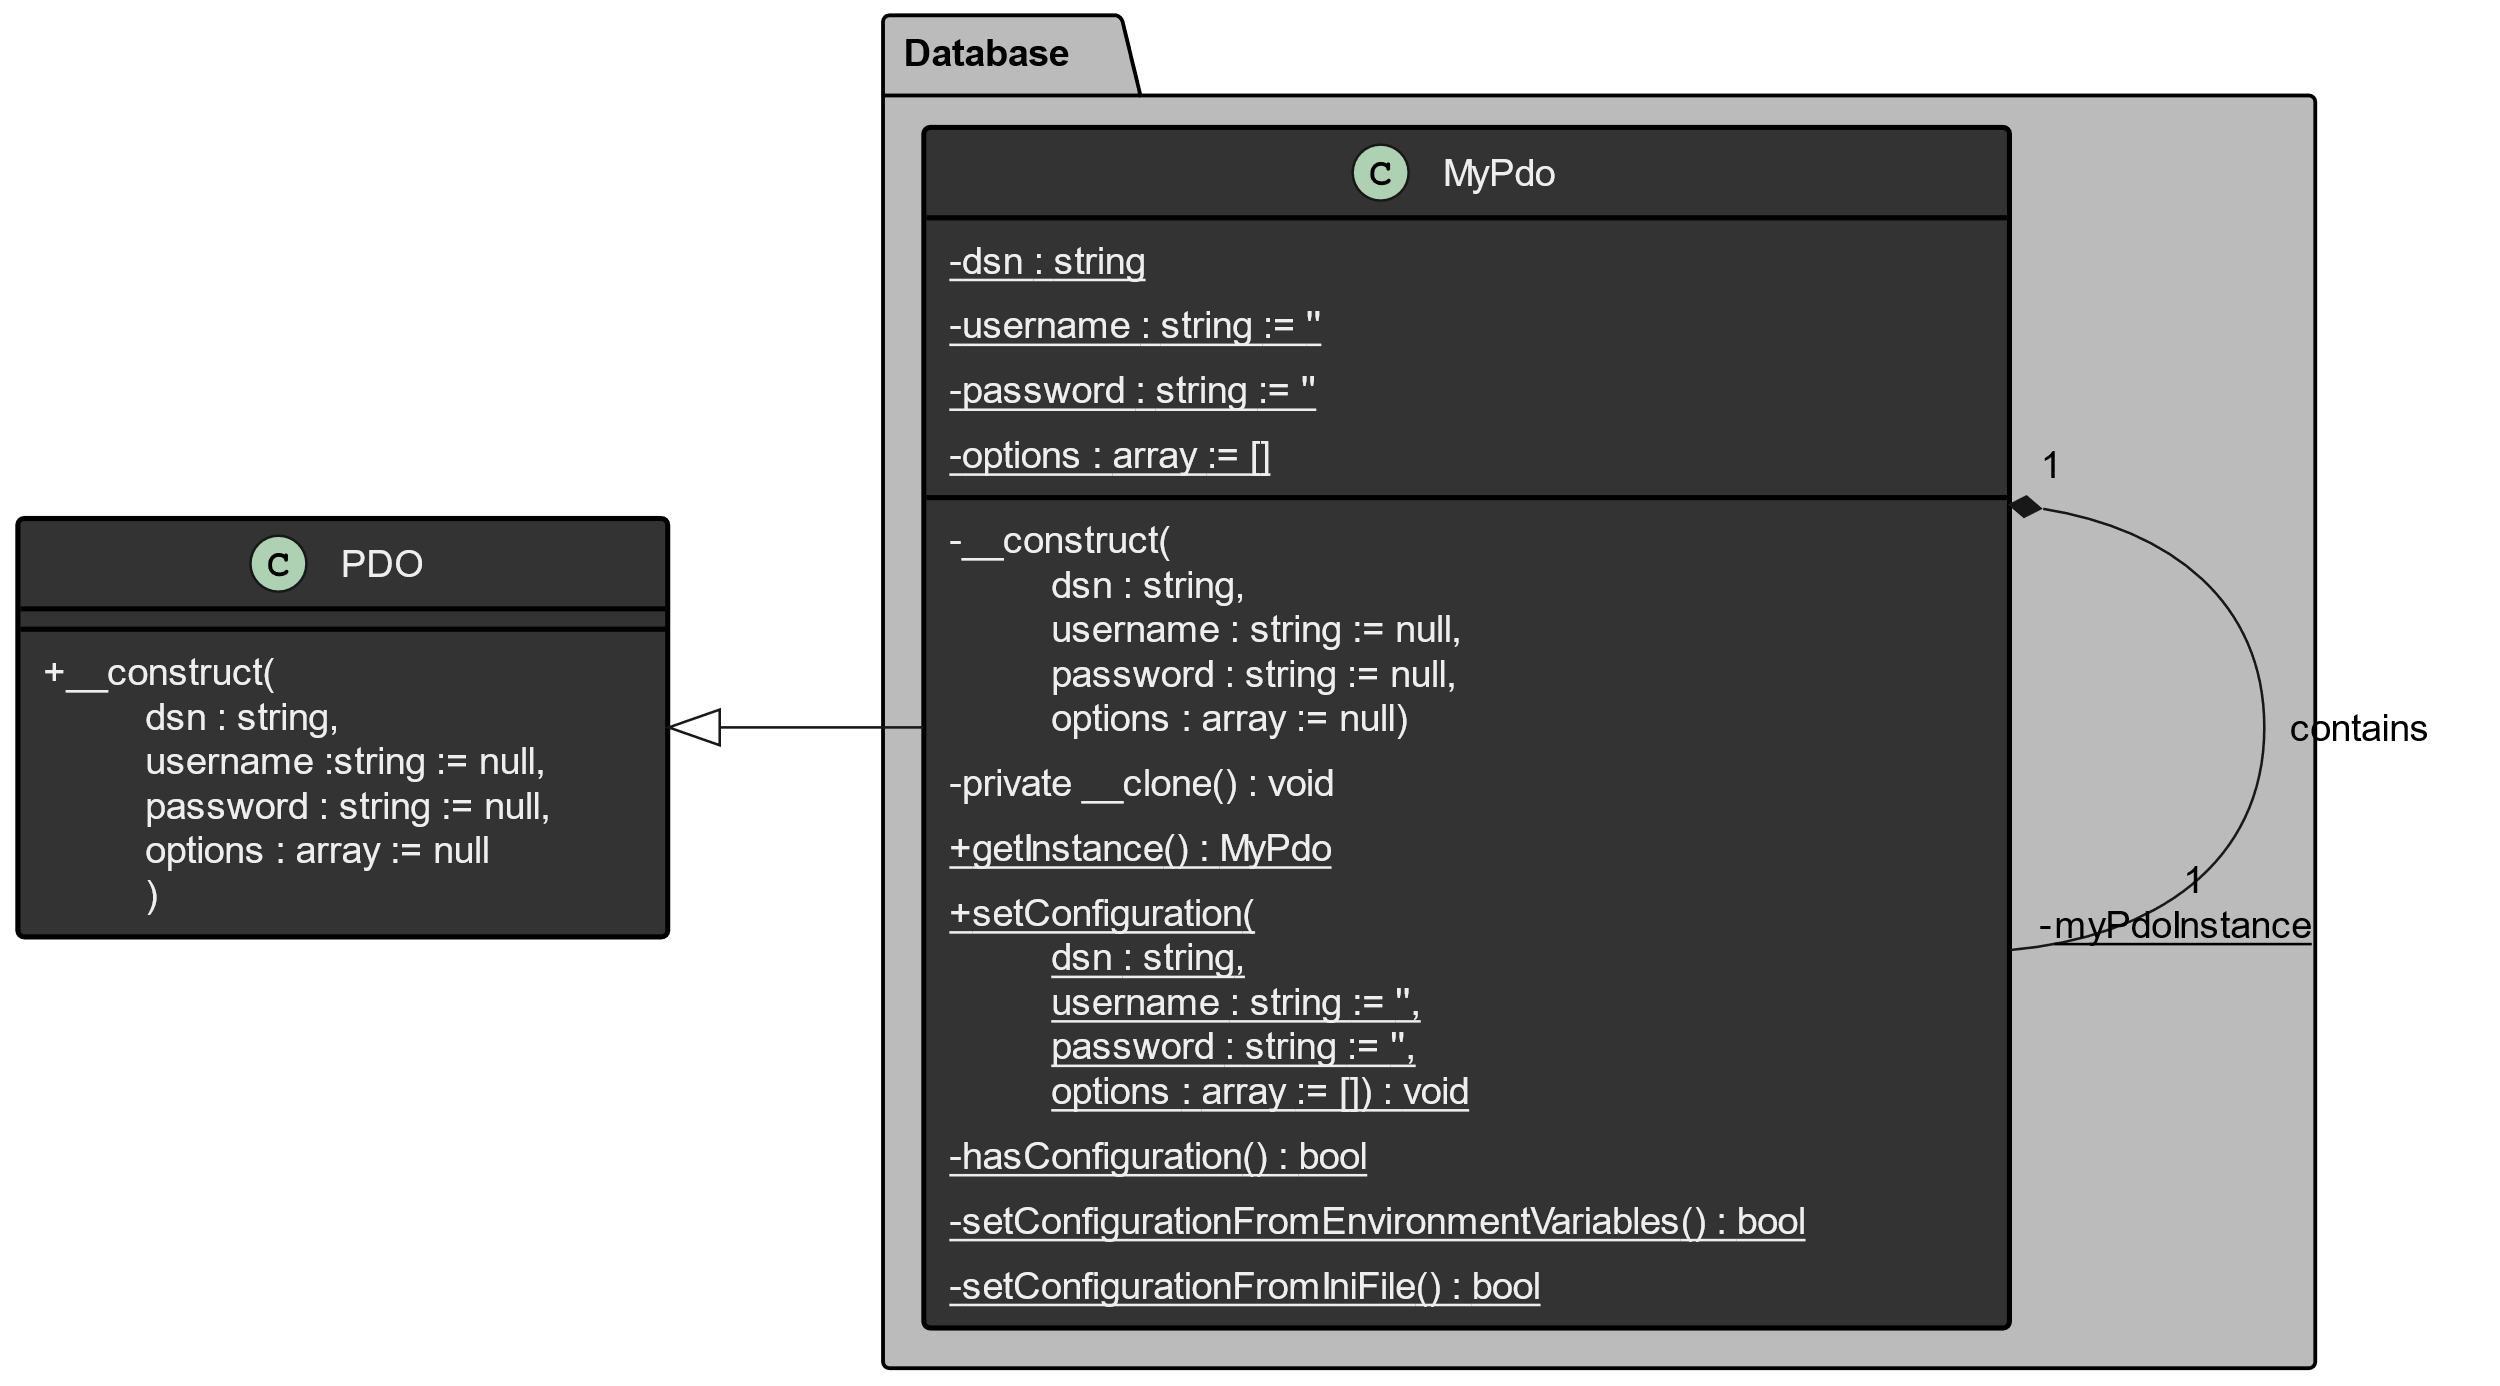 Database
MyPdo
-dsn : string
-username : string := ''
-password : string := ''
-options : array := []
-__construct(
dsn : string,
username : string := null,
password : string := null,
options : array := null)
-private __clone() : void
+getInstance() : MyPdo
+setConfiguration(
dsn : string,
username : string := '',
password : string := '',
options : array := []) : void
-hasConfiguration() : bool
-setConfigurationFromEnvironmentVariables() : bool
-setConfigurationFromIniFile() : bool
PDO
+__construct(
dsn : string,
username :string := null,
password : string := null,
options : array := null
)
1
contains
1
-myPdoInstance